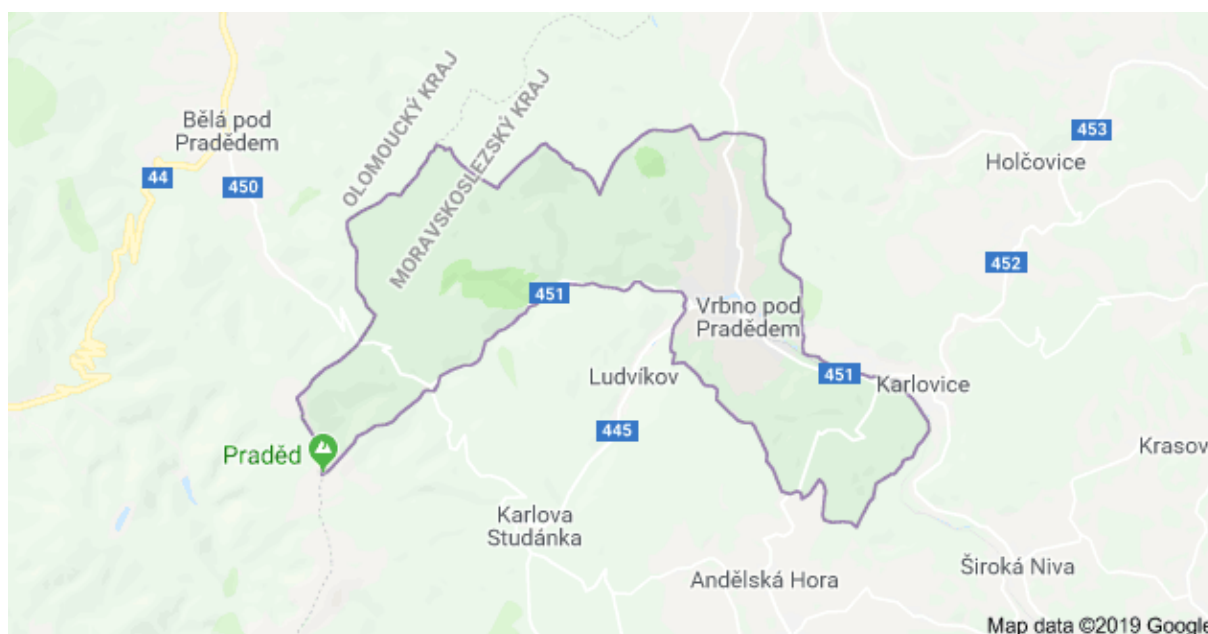 Bělá pod
Pradědem
44
450
OLOMOUCKÝ KRAJ
MORAVSKOSLEZSKÝ KRAJ
453
Holčovice
452
451
Vrbno pod
Pradědem
Ludvíkov
451
Karlovice
445
Praděd
Krasov
Karlova
Studánka
Andělská Hora
Široká Niva
Map data ©2019 Google